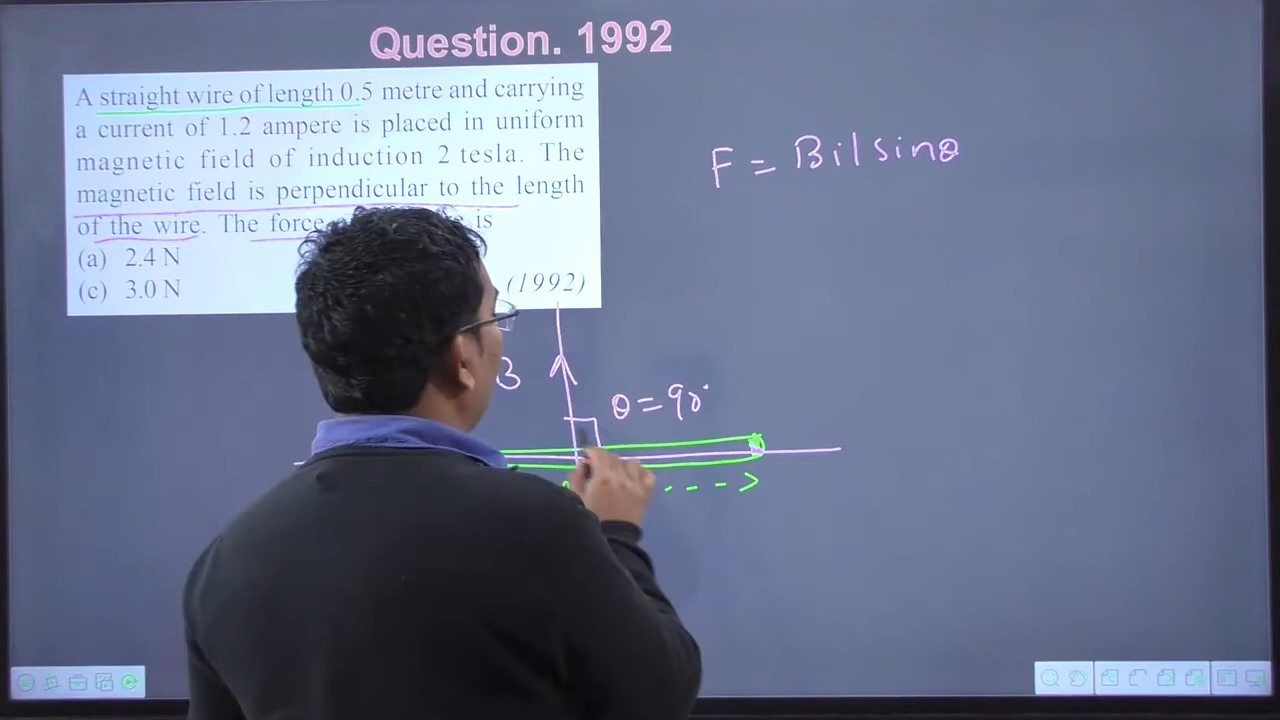 Question. 1992
A straight wire of length 0.5 metre and carrying
a current of 1.2 ampere is placed in uniform
magnetic field of induction 2 tesla. The
magnetic field is perpendicular to the length
of the wire. The force is
(a) 2.4 N
(c) 3.0 N
(1992)
F = Bilsinθ
B
θ = 90°